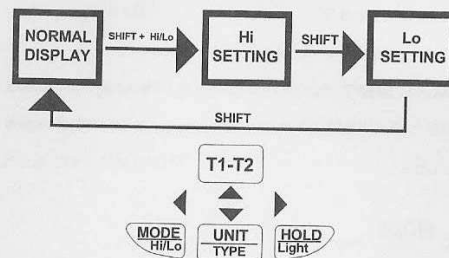 NORMAL
DISPLAY
SHIFT + Hi/Lo
Hi
SETTING
SHIFT
Lo
SETTING
SHIFT
T1-T2
MODE
Hi/Lo
UNIT
TYPE
HOLD
Light